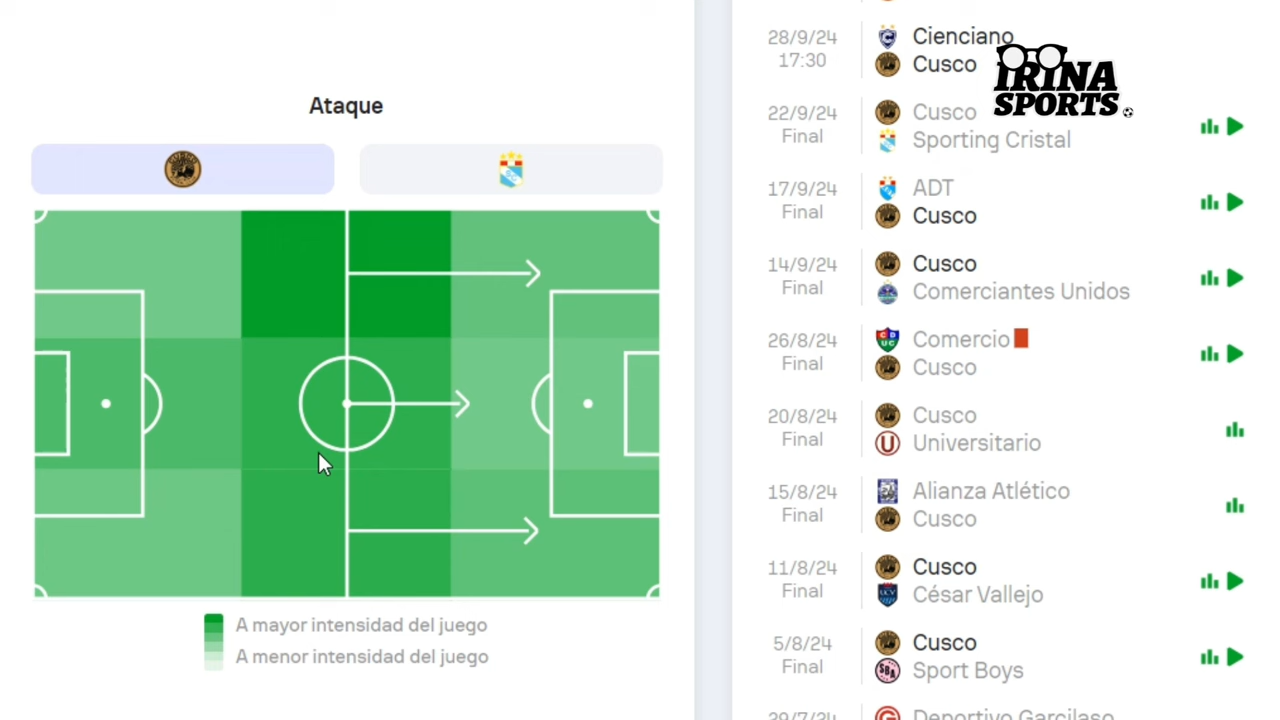 Ataque
A mayor intensidad del juego
A menor intensidad del juego
28/9/24
17:30
Cienciano
Cusco
IRINA
SPORTS
22/9/24
Final
Cusco
Sporting Cristal
17/9/24
Final
ADT
Cusco
14/9/24
Final
Cusco
Comerciantes Unidos
26/8/24
Final
Comercio
Cusco
20/8/24
Final
Cusco
Universitario
15/8/24
Final
Alianza Atlético
Cusco
11/8/24
Final
Cusco
César Vallejo
5/8/24
Final
Cusco
Sport Boys
29/7/24
Deportivo Garcilaso